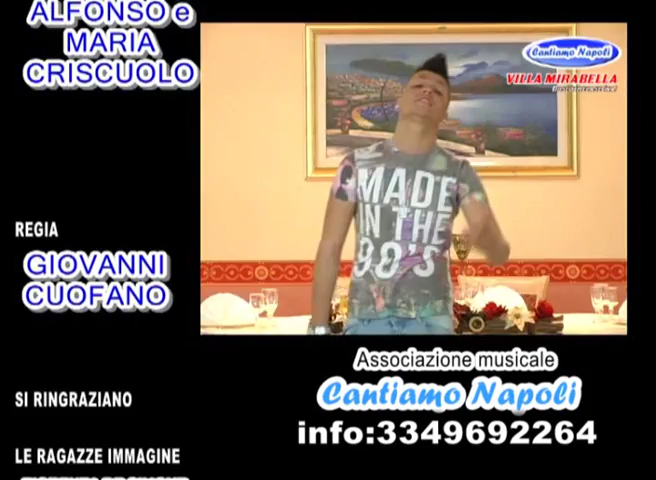 ALFONSO e
MARIA
CRISCUOLO
REGIA
GIOVANNI
CUOFANO
SI RINGRAZIANO
LE RAGAZZE IMMAGINE
Cantiamo Napoli
VILLA MIRABELLA
MADE
IN THE
90'S
Associazione musicale
Cantiamo Napoli
info:3349692264